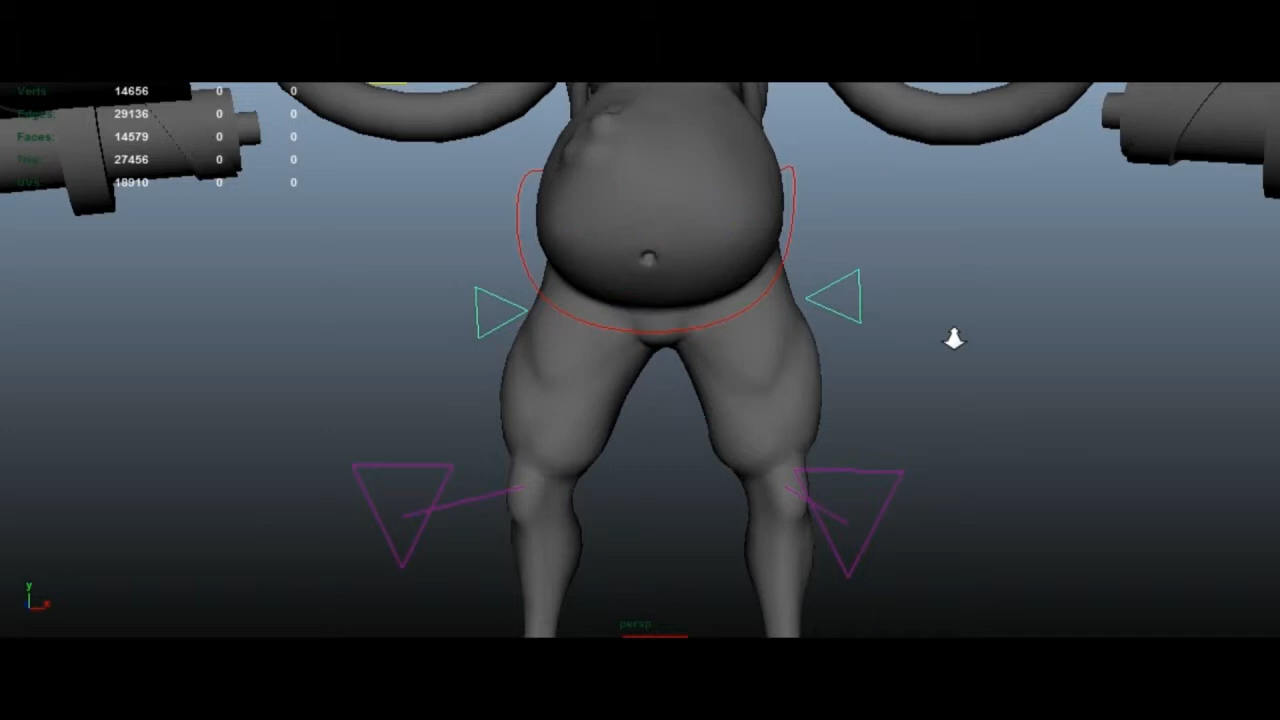 Verts 14656 0 0
Edges: 29136 0 0
Faces: 14579 0 0
Tris: 27456 0 0
UVs: 18910 0 0
y
x
persp